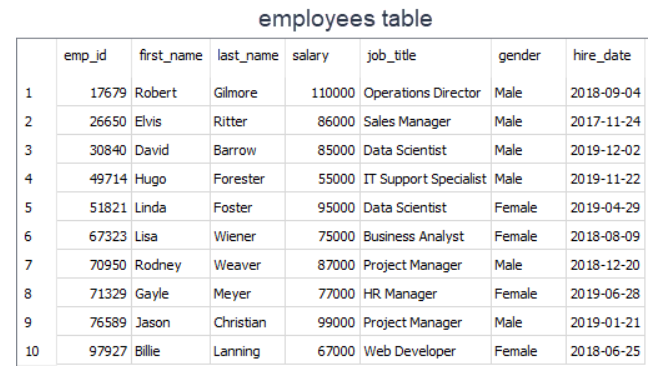 employees table
emp_id first_name last_name salary job_title gender hire_date
1 17679 Robert Gilmore 110000 Operations Director Male 2018-09-04
2 26650 Elvis Ritter 86000 Sales Manager Male 2017-11-24
3 30840 David Barrow 85000 Data Scientist Male 2019-12-02
4 49714 Hugo Forester 55000 IT Support Specialist Male 2019-11-22
5 51821 Linda Foster 95000 Data Scientist Female 2019-04-29
6 67323 Lisa Wiener 75000 Business Analyst Female 2018-08-09
7 70950 Rodney Weaver 87000 Project Manager Male 2018-12-20
8 71329 Gayle Meyer 77000 HR Manager Female 2019-06-28
9 76589 Jason Christian 99000 Project Manager Male 2019-01-21
10 97927 Billie Lanning 67000 Web Developer Female 2018-06-25